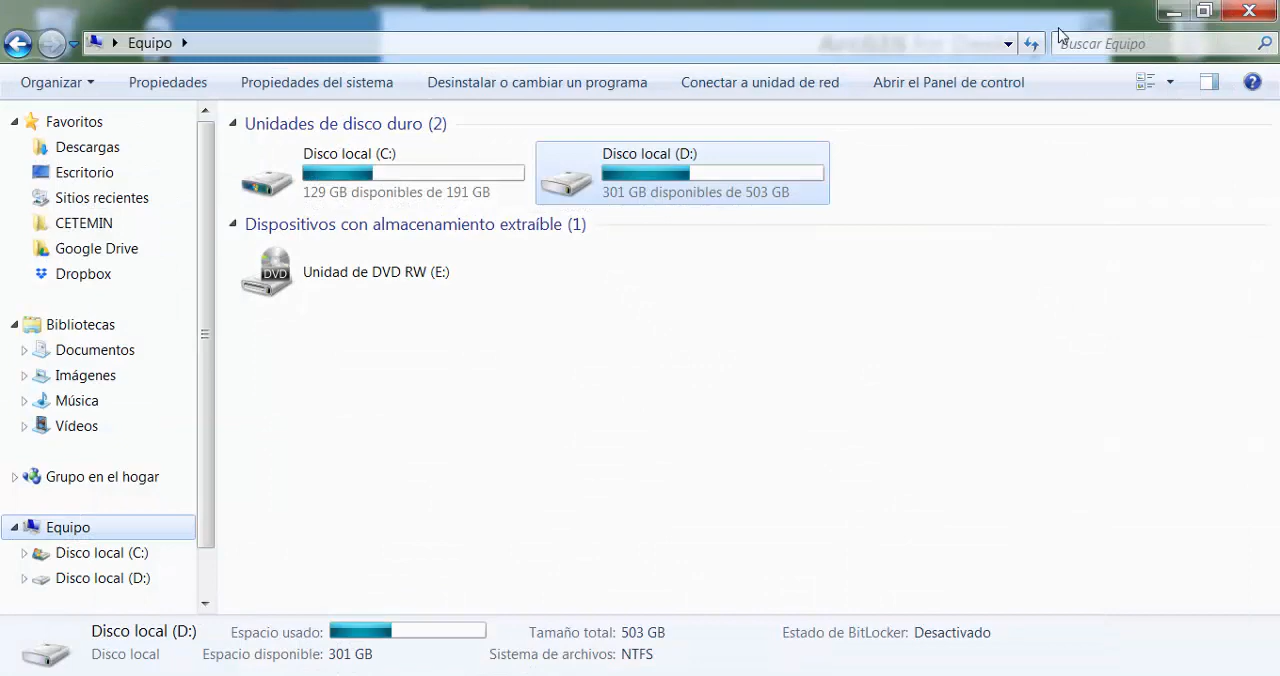 Equipo
Buscar Equipo
Organizar
Propiedades
Propiedades del sistema
Desinstalar o cambiar un programa
Conectar a unidad de red
Abrir el Panel de control
Favoritos
Descargas
Escritorio
Sitios recientes
CETEMIN
Google Drive
Dropbox
Bibliotecas
Documentos
Imágenes
Música
Vídeos
Grupo en el hogar
Equipo
Disco local (C:)
Disco local (D:)
Unidades de disco duro (2)
Disco local (C:)
129 GB disponibles de 191 GB
Disco local (D:)
301 GB disponibles de 503 GB
Dispositivos con almacenamiento extraíble (1)
DVD
Unidad de DVD RW (E:)
Disco local (D:)
Disco local
Espacio usado:
Espacio disponible: 301 GB
Tamaño total: 503 GB
Sistema de archivos: NTFS
Estado de BitLocker: Desactivado